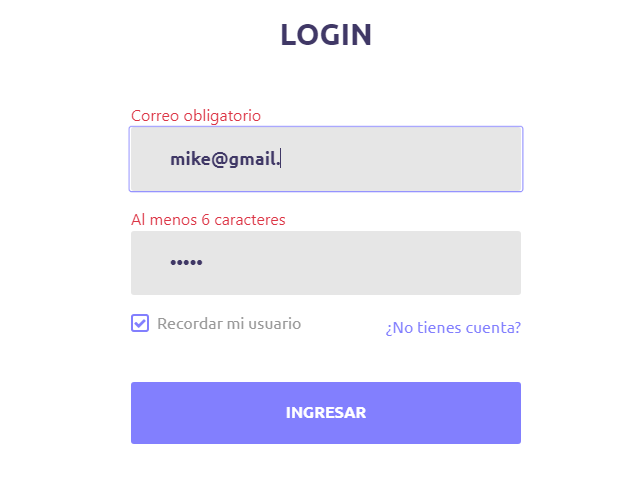 LOGIN
Correo obligatorio
mike@gmail.
Al menos 6 caracteres
•••••
Recordar mi usuario
¿No tienes cuenta?
INGRESAR